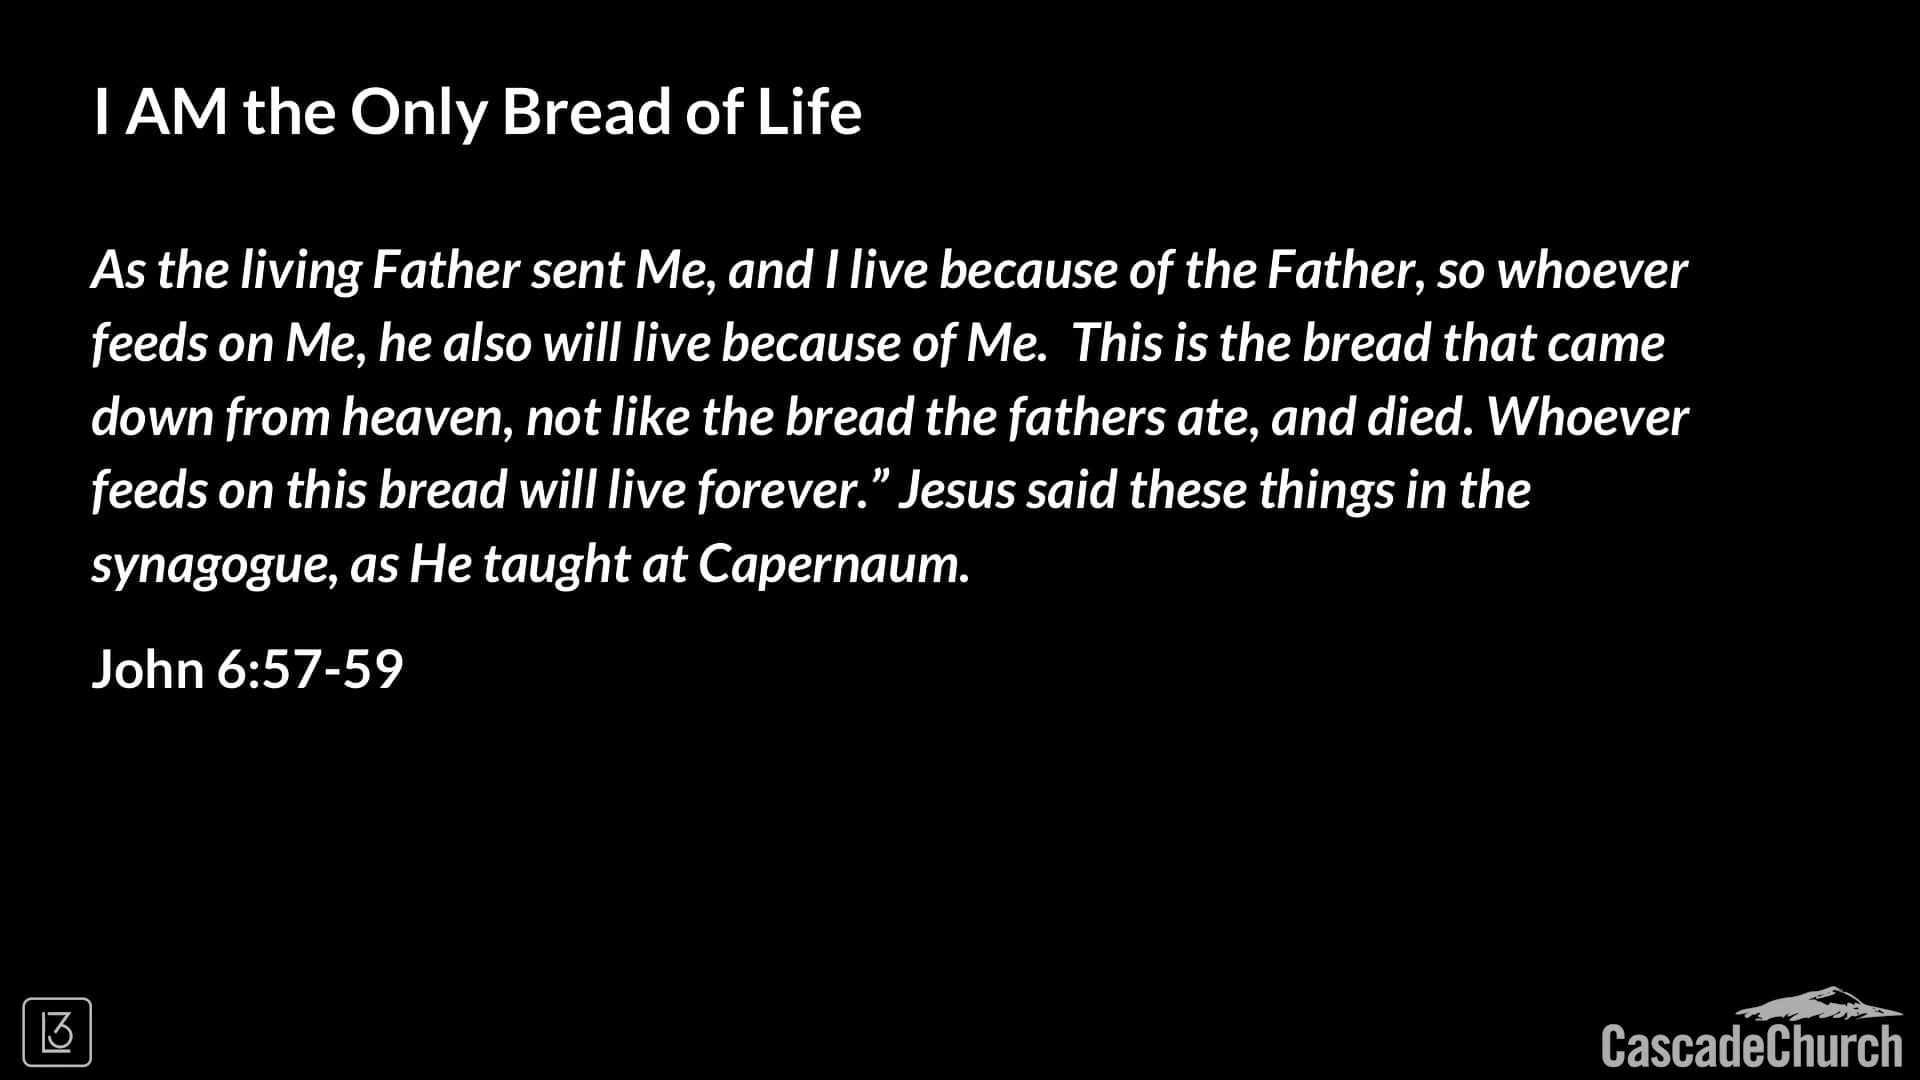 I AM the Only Bread of Life
As the living Father sent Me, and I live because of the Father, so whoever
feeds on Me, he also will live because of Me.  This is the bread that came
down from heaven, not like the bread the fathers ate, and died. Whoever
feeds on this bread will live forever.” Jesus said these things in the
synagogue, as He taught at Capernaum.
John 6:57-59
L3
CascadeChurch